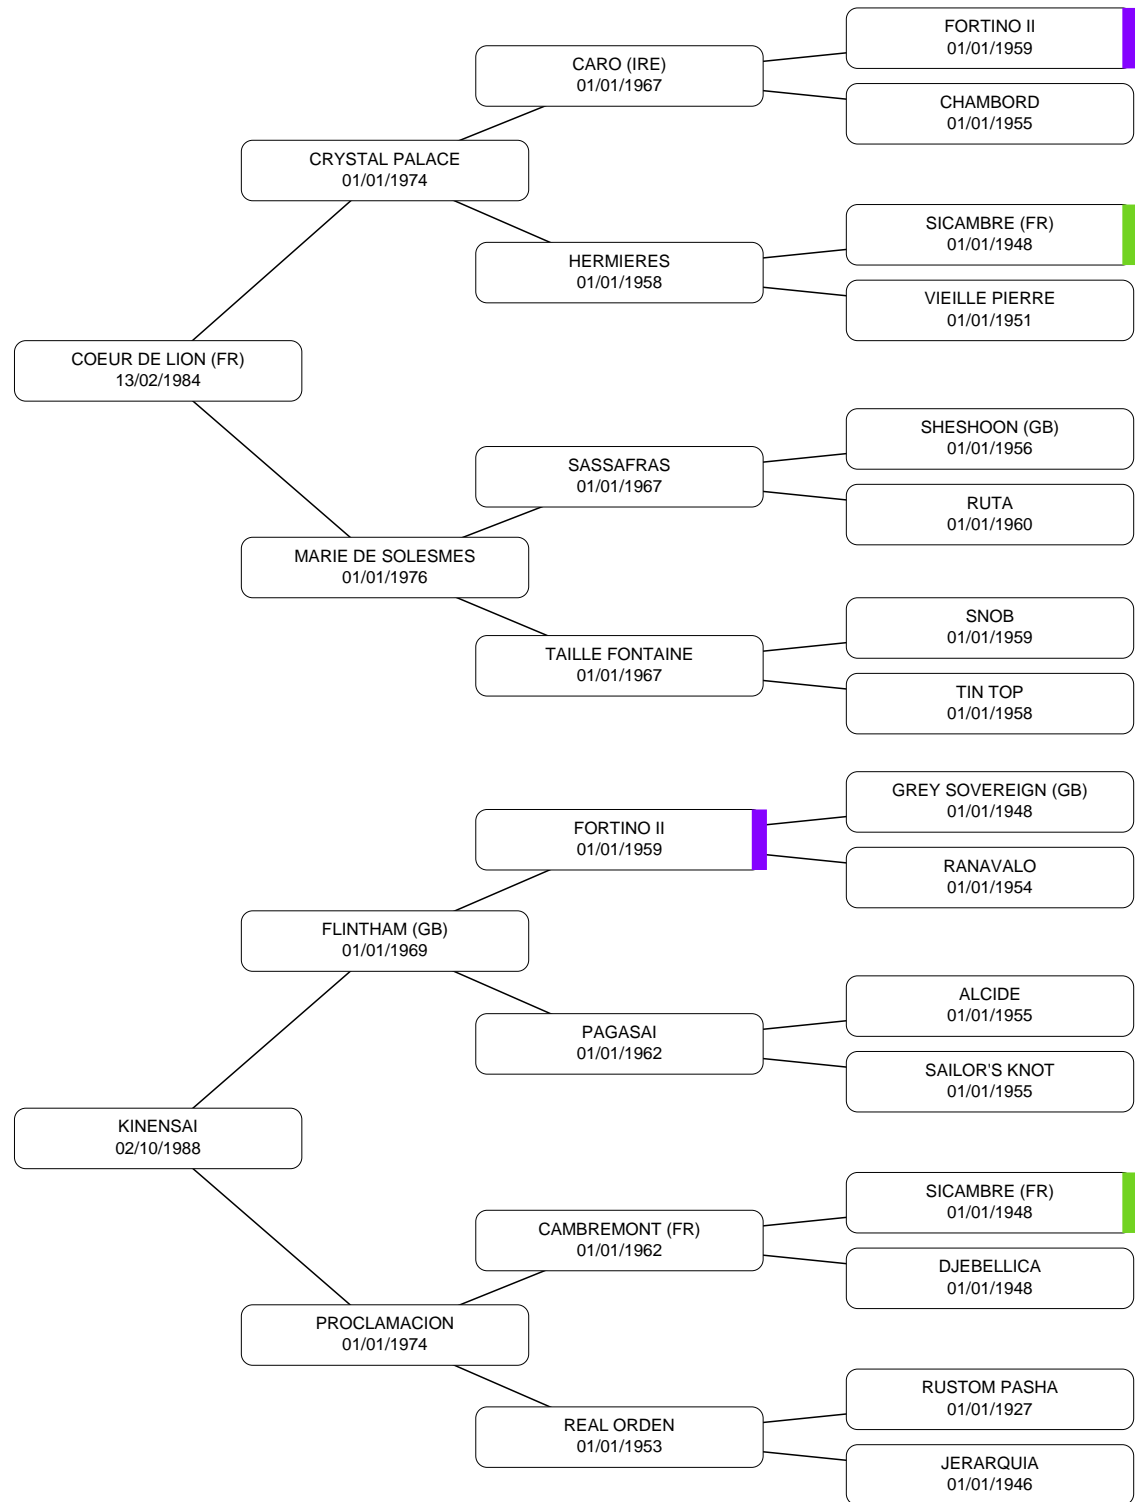 FORTINO II
01/01/1959
CARO (IRE)
01/01/1967
CHAMBORD
01/01/1955
CRYSTAL PALACE
01/01/1974
SICAMBRE (FR)
01/01/1948
HERMIERES
01/01/1958
VIEILLE PIERRE
01/01/1951
COEUR DE LION (FR)
13/02/1984
SHESHOON (GB)
01/01/1956
SASSAFRAS
01/01/1967
RUTA
01/01/1960
MARIE DE SOLESMES
01/01/1976
SNOB
01/01/1959
TAILLE FONTAINE
01/01/1967
TIN TOP
01/01/1958
GREY SOVEREIGN (GB)
01/01/1948
FORTINO II
01/01/1959
RANAVALO
01/01/1954
FLINTHAM (GB)
01/01/1969
ALCIDE
01/01/1955
PAGASAI
01/01/1962
SAILOR'S KNOT
01/01/1955
KINENSAI
02/10/1988
SICAMBRE (FR)
01/01/1948
CAMBREMONT (FR)
01/01/1962
DJEBELLICA
01/01/1948
PROCLAMACION
01/01/1974
RUSTOM PASHA
01/01/1927
REAL ORDEN
01/01/1953
JERARQUIA
01/01/1946